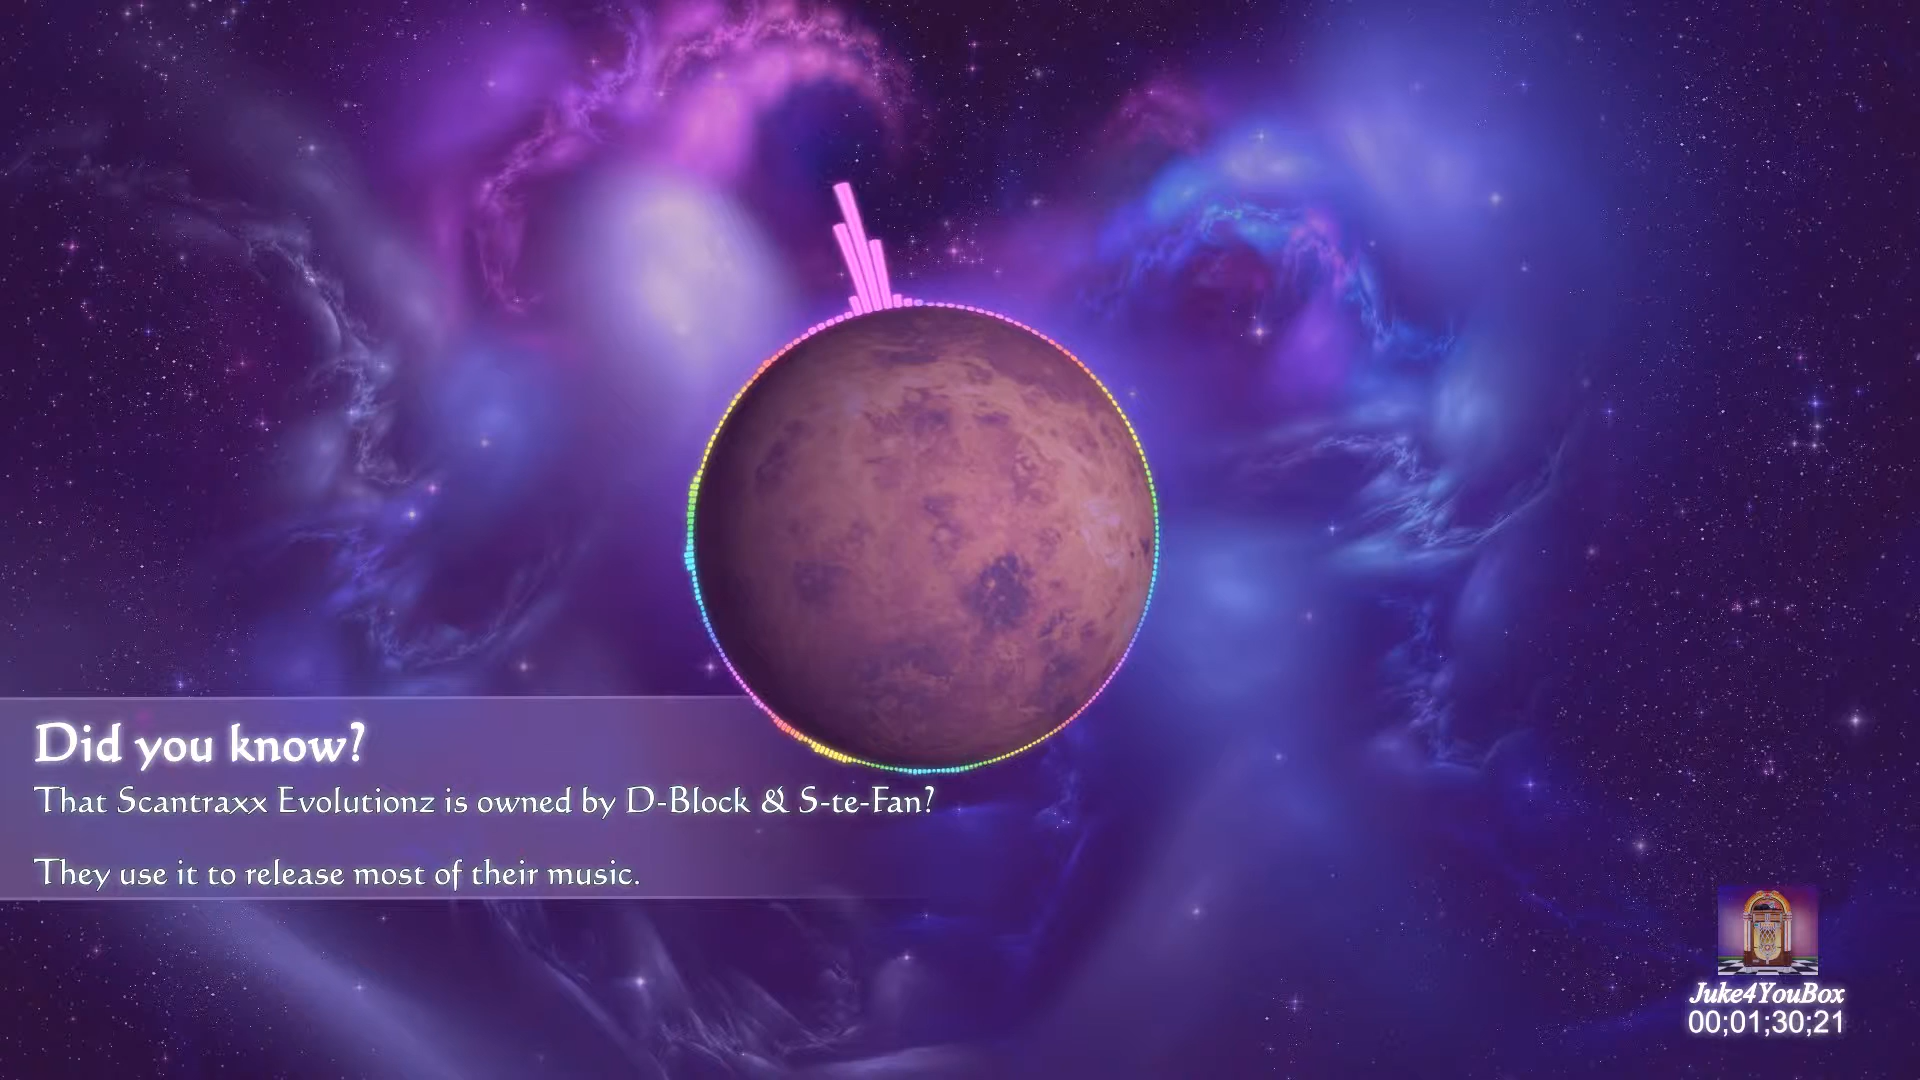 Did you know?
That Scantraxx Evolutionz is owned by D-Block & S-te-Fan?
They use it to release most of their music.
Juke4YouBox
00;01;30;21